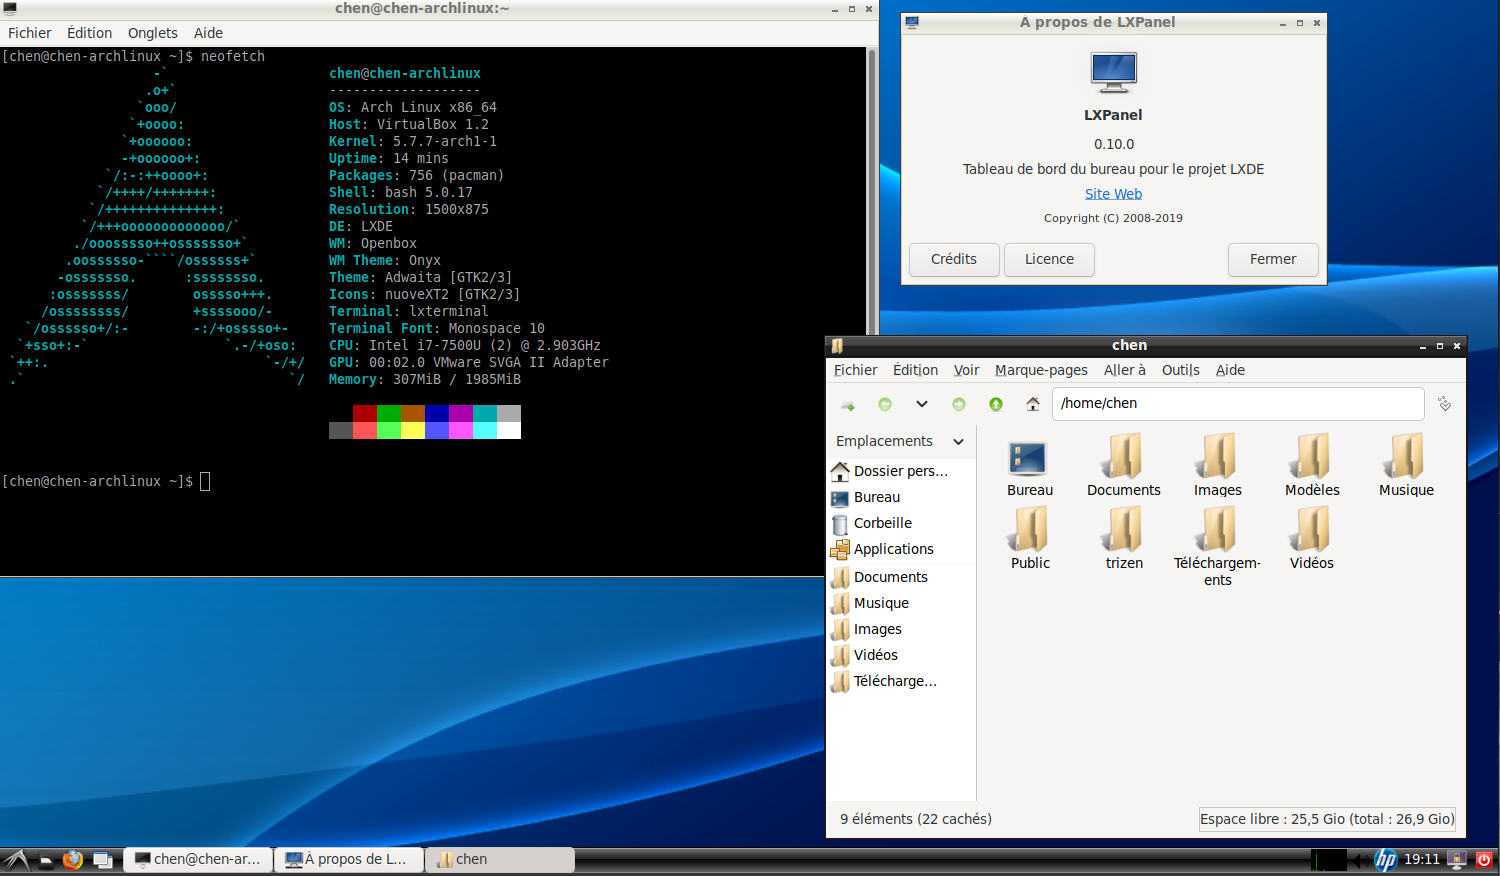 chen@chen-archlinux:~
Fichier Édition Onglets Aide
[chen@chen-archlinux ~]$ neofetch
chen@chen-archlinux
-------------------
OS: Arch Linux x86_64
Host: VirtualBox 1.2
Kernel: 5.7.7-arch1-1
Uptime: 14 mins
Packages: 756 (pacman)
Shell: bash 5.0.17
Resolution: 1500x875
DE: LXDE
WM: Openbox
WM Theme: Onyx
Theme: Adwaita [GTK2/3]
Icons: nuoveXT2 [GTK2/3]
Terminal: lxterminal
Terminal Font: Monospace 10
CPU: Intel i7-7500U (2) @ 2.903GHz
GPU: 00:02.0 VMware SVGA II Adapter
Memory: 307MiB / 1985MiB
[chen@chen-archlinux ~]$
À propos de LXPanel
LXPanel
0.10.0
Tableau de bord du bureau pour le projet LXDE
Site Web
Copyright (C) 2008-2019
Crédits Licence Fermer
chen
Fichier Édition Voir Marque-pages Aller à Outils Aide
/home/chen
Emplacements
Dossier pers...
Bureau
Corbeille
Applications
Documents
Musique
Images
Vidéos
Télécharge...
Bureau Documents Images Modèles Musique
Public trizen Téléchargem-
ents Vidéos
9 éléments (22 cachés) Espace libre : 25,5 Gio (total : 26,9 Gio)
chen@chen-ar... À propos de L... chen hp 19:11